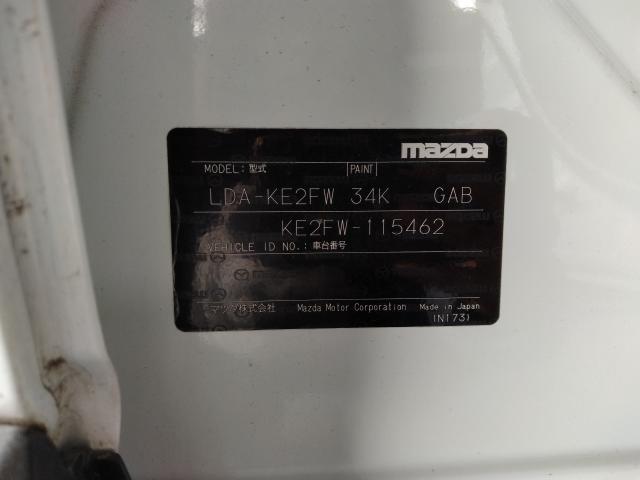 mazda
MODEL:型式 PAINT
LDA-KE2FW 34K GAB
KE2FW-115462
VEHICLE ID NO.:車台番号
マツダ株式会社 Mazda Motor Corporation Made in Japan
(N173)